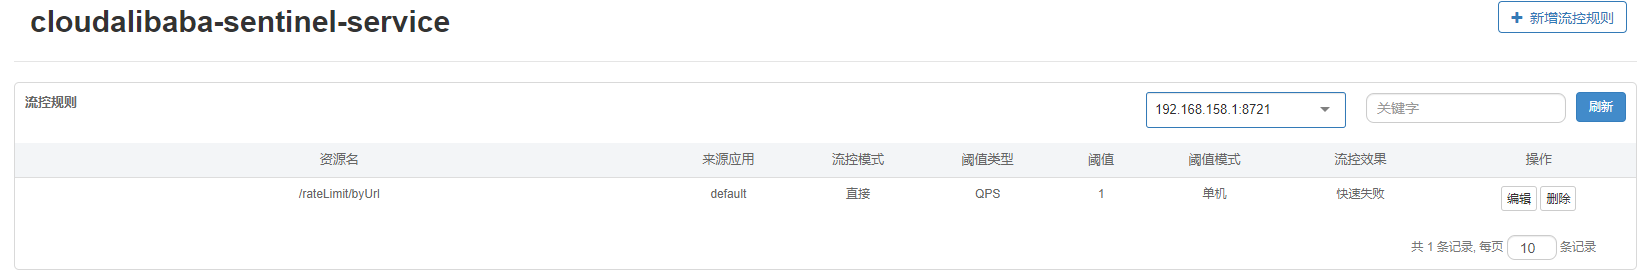 cloudalibaba-sentinel-service
+ 新增流控规则
流控规则
192.168.158.1:8721
关键字
刷新
资源名 来源应用 流控模式 阈值类型 阈值 阈值模式 流控效果 操作
/rateLimit/byUrl default 直接 QPS 1 单机 快速失败 编辑 删除
共 1 条记录, 每页 10 条记录